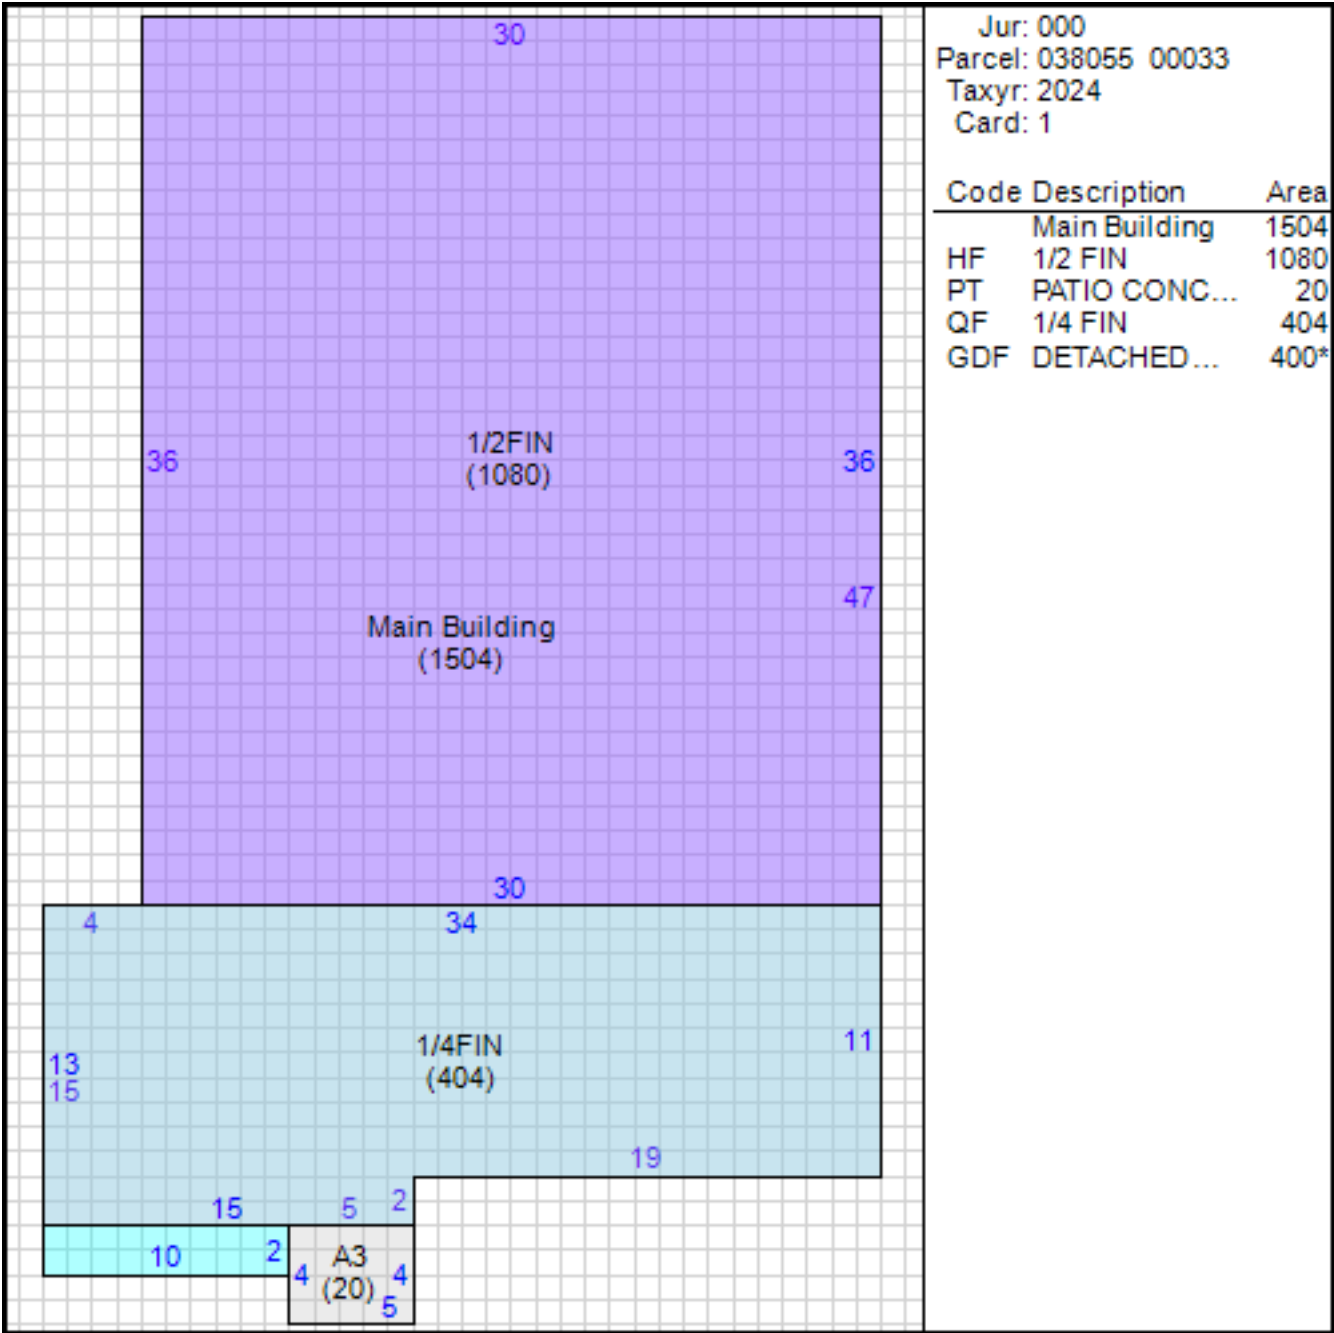 30
1/2FIN
(1080)
36
36
47
Main Building
(1504)
30
4
34
1/4FIN
(404)
11
13
15
19
15
5
2
10
2
A3
(20)
4
4
5
Jur: 000
Parcel: 038055 00033
Taxyr: 2024
Card: 1
Code Description Area
Main Building 1504
HF 1/2 FIN 1080
PT PATIO CONC... 20
QF 1/4 FIN 404
GDF DETACHED... 400*